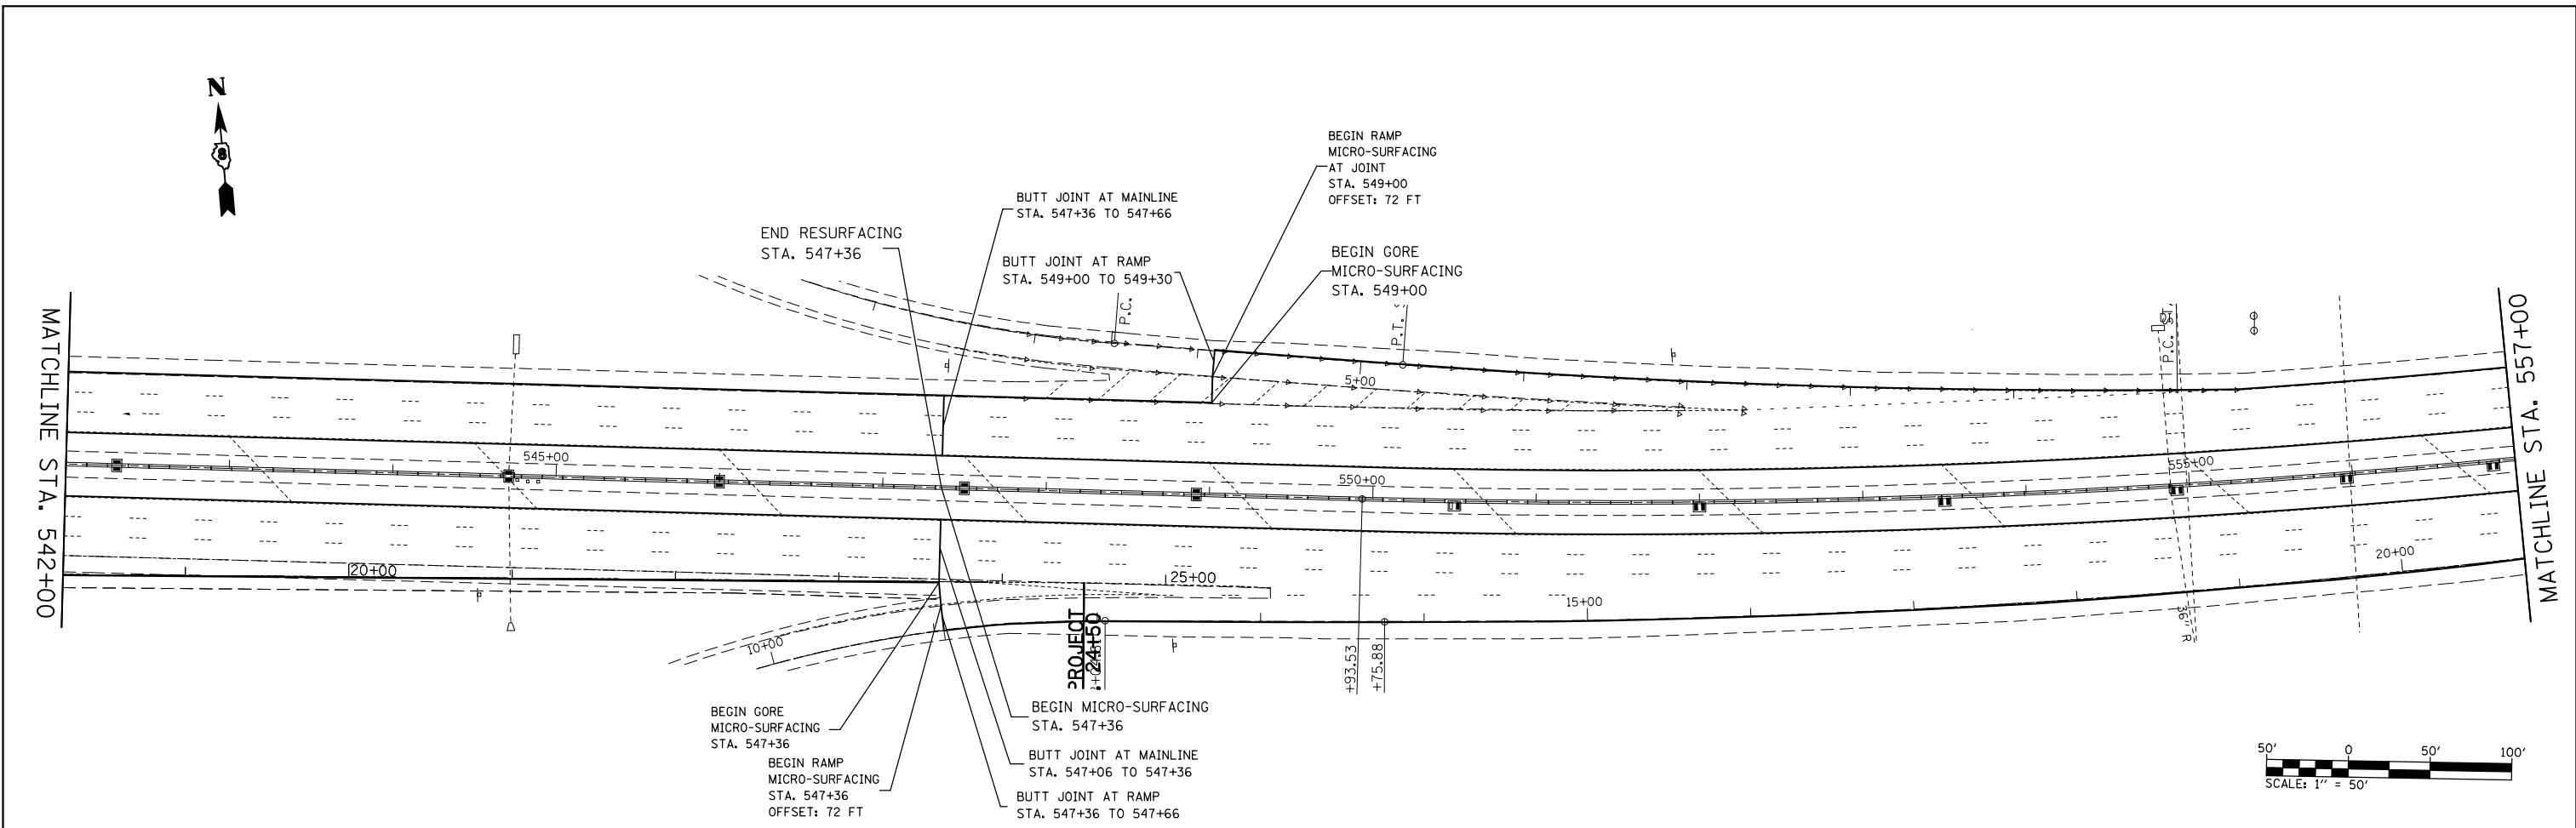 N
8
BEGIN RAMP
MICRO-SURFACING
AT JOINT
STA. 549+00
OFFSET: 72 FT
BUTT JOINT AT MAINLINE
STA. 547+36 TO 547+66
END RESURFACING
STA. 547+36
BUTT JOINT AT RAMP
STA. 549+00 TO 549+30
BEGIN GORE
MICRO-SURFACING
STA. 549+00
P.C.
P.T.
P.C.
MATCHLINE STA. 542+00
MATCHLINE STA. 557+00
5+00
545+00
550+00
555+00
20+00
25+00
20+00
15+00
10+00
36"
PROJECT
24+50
+93.53
+75.88
BEGIN GORE
MICRO-SURFACING
STA. 547+36
BEGIN RAMP
MICRO-SURFACING
STA. 547+36
OFFSET: 72 FT
BEGIN MICRO-SURFACING
STA. 547+36
BUTT JOINT AT MAINLINE
STA. 547+06 TO 547+36
BUTT JOINT AT RAMP
STA. 547+36 TO 547+66
50' 0 50' 100'
SCALE: 1" = 50'